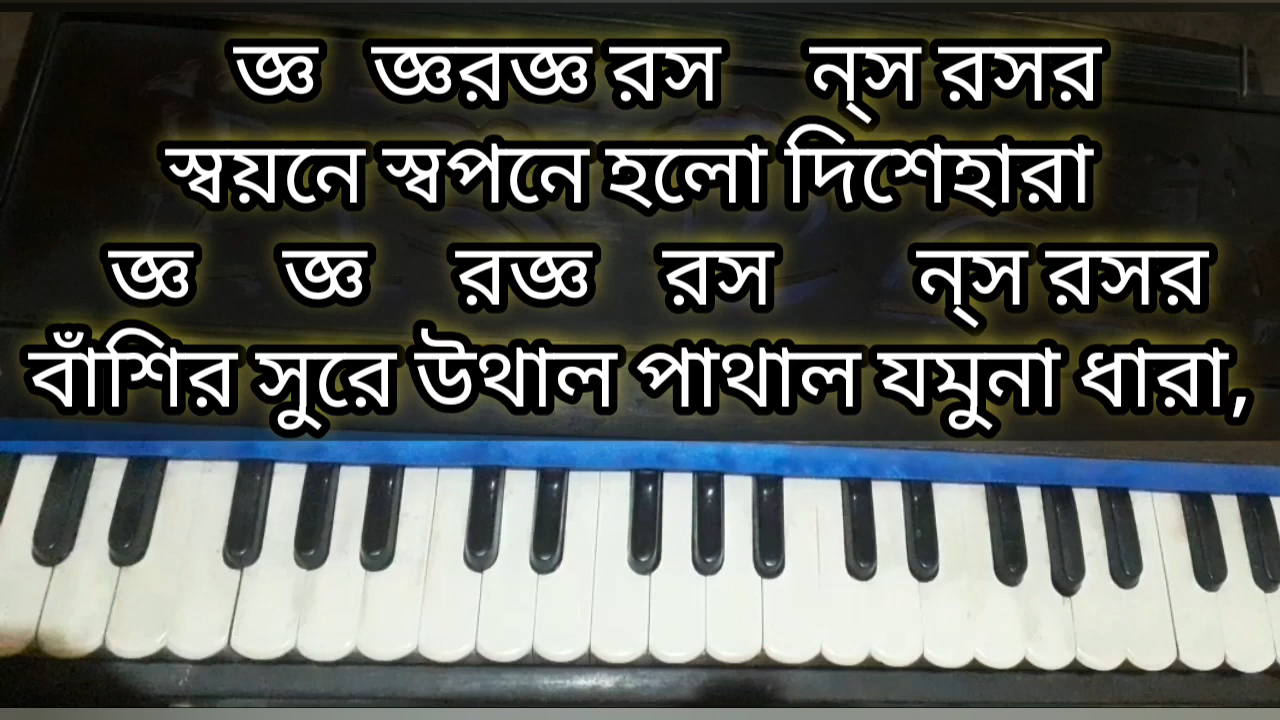 জ্ঞ জ্ঞরজ্ঞ রস ন্‌স রসর
স্বয়নে স্বপনে হলো দিশেহারা
জ্ঞ জ্ঞ রজ্ঞ রস ন্‌স রসর
বাঁশির সুরে উথাল পাথাল যমুনা ধারা,